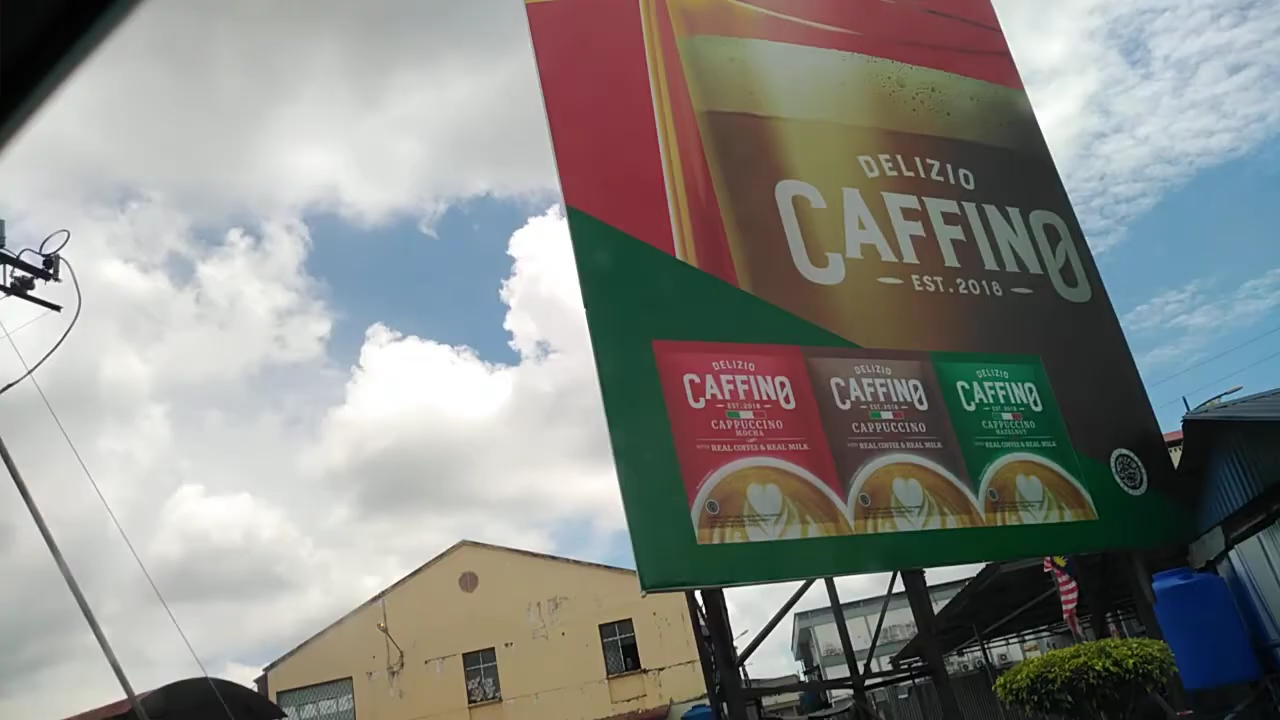 DELIZIO
CAFFINO
EST.2018
DELIZIO
CAFFINO
EST.2018
CAPPUCCINO
MOCHA
WITH REAL COFFEE & REAL MILK
DELIZIO
CAFFINO
EST.2018
CAPPUCCINO
WITH REAL COFFEE & REAL MILK
DELIZIO
CAFFINO
EST.2018
CAPPUCCINO
HAZELNUT
WITH REAL COFFEE & REAL MILK